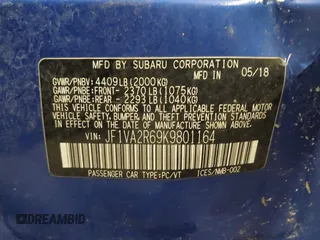 MFD BY SUBARU CORPORATION 05/18
GVWR/PNBV: 4409LB(2000KG)
GAWR/PNBE:FRONT- 2370LB(1075KG)
GAWR/PNBE:REAR - 2293LB(1040KG)
THIS VEHICLE CONFORMS TO ALL APPLICABLE FEDERAL MOTOR VEHICLE
SAFETY, BUMPER, AND THEFT PREVENTION STANDARDS
IN EFFECT ON THE DATE OF MANUFACTURE SHOWN ABOVE.
VIN: JF1VA2R69K9801164
PASSENGER CAR TYPE:PC/VT ICES/NMB-002
DREAMBID